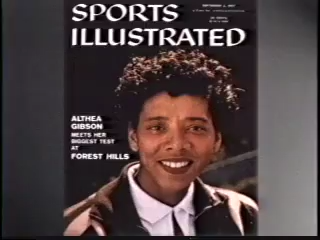 SPORTS
ILLUSTRATED
ALTHEA
GIBSON
MEETS HER
BIGGEST TEST
AT
FOREST HILLS